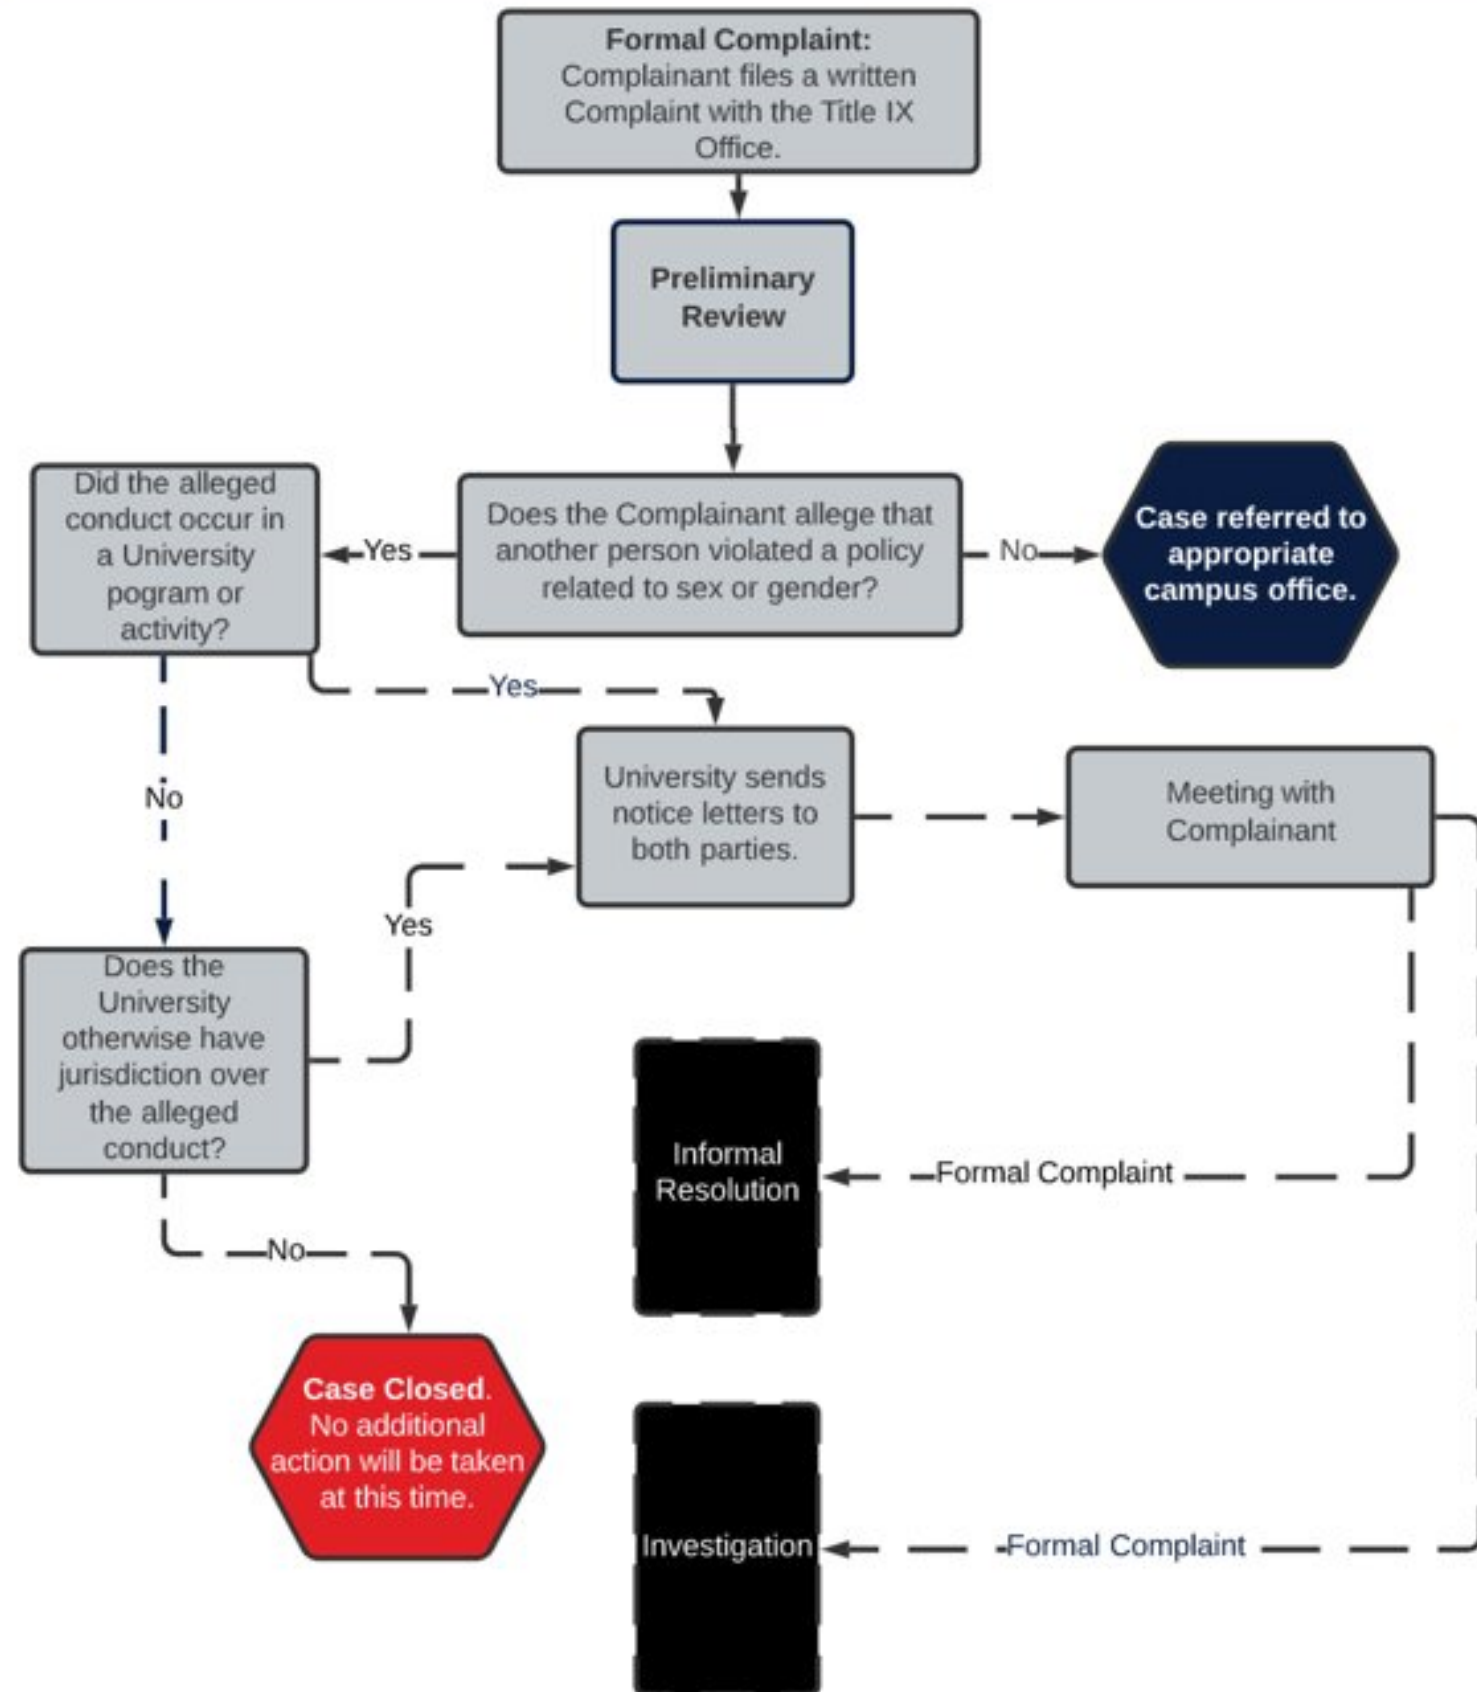 Formal Complaint:
Complainant files a written
Complaint with the Title IX
Office.
Preliminary
Review
Did the alleged
conduct occur in
a University
pogram or
activity?
Yes
Does the Complainant allege that
another person violated a policy
related to sex or gender?
No
Case referred to
appropriate
campus office.
Yes
No
University sends
notice letters to
both parties.
Meeting with
Complainant
Yes
Does the
University
otherwise have
jurisdiction over
the alleged
conduct?
Informal
Resolution
Formal Complaint
No
Case Closed.
No additional
action will be taken
at this time.
Investigation
Formal Complaint